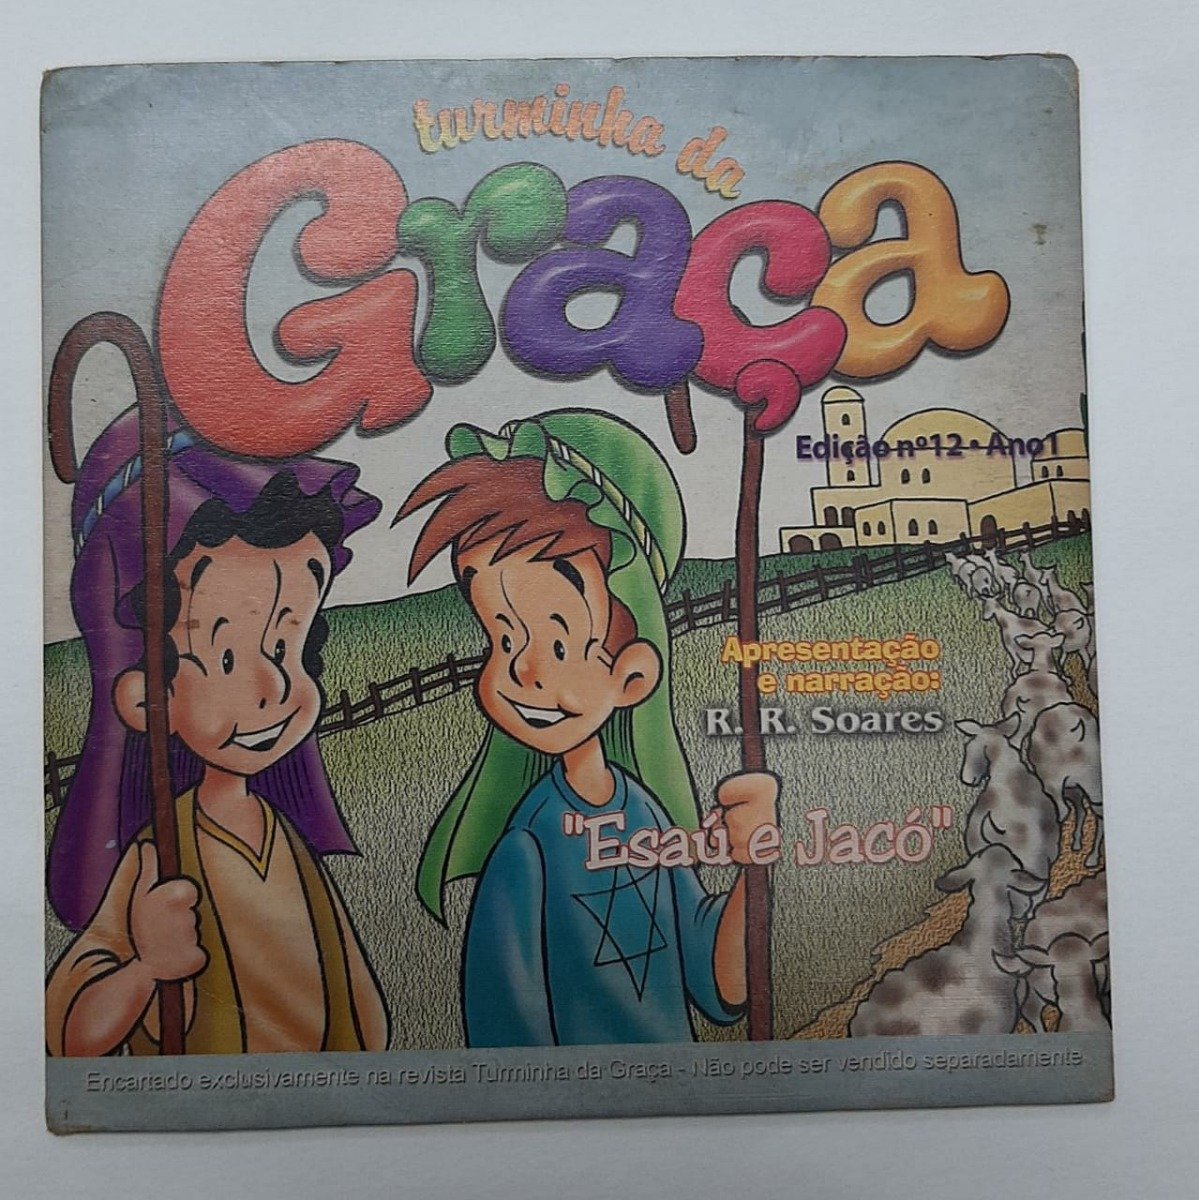 turminha da
Graça
Edição nº12 • Ano1
Apresentação
e narração:
R. R. Soares
"Esaú e Jacó"
Encartado exclusivamente na revista Turminha da Graça - Não pode ser vendido separadamente